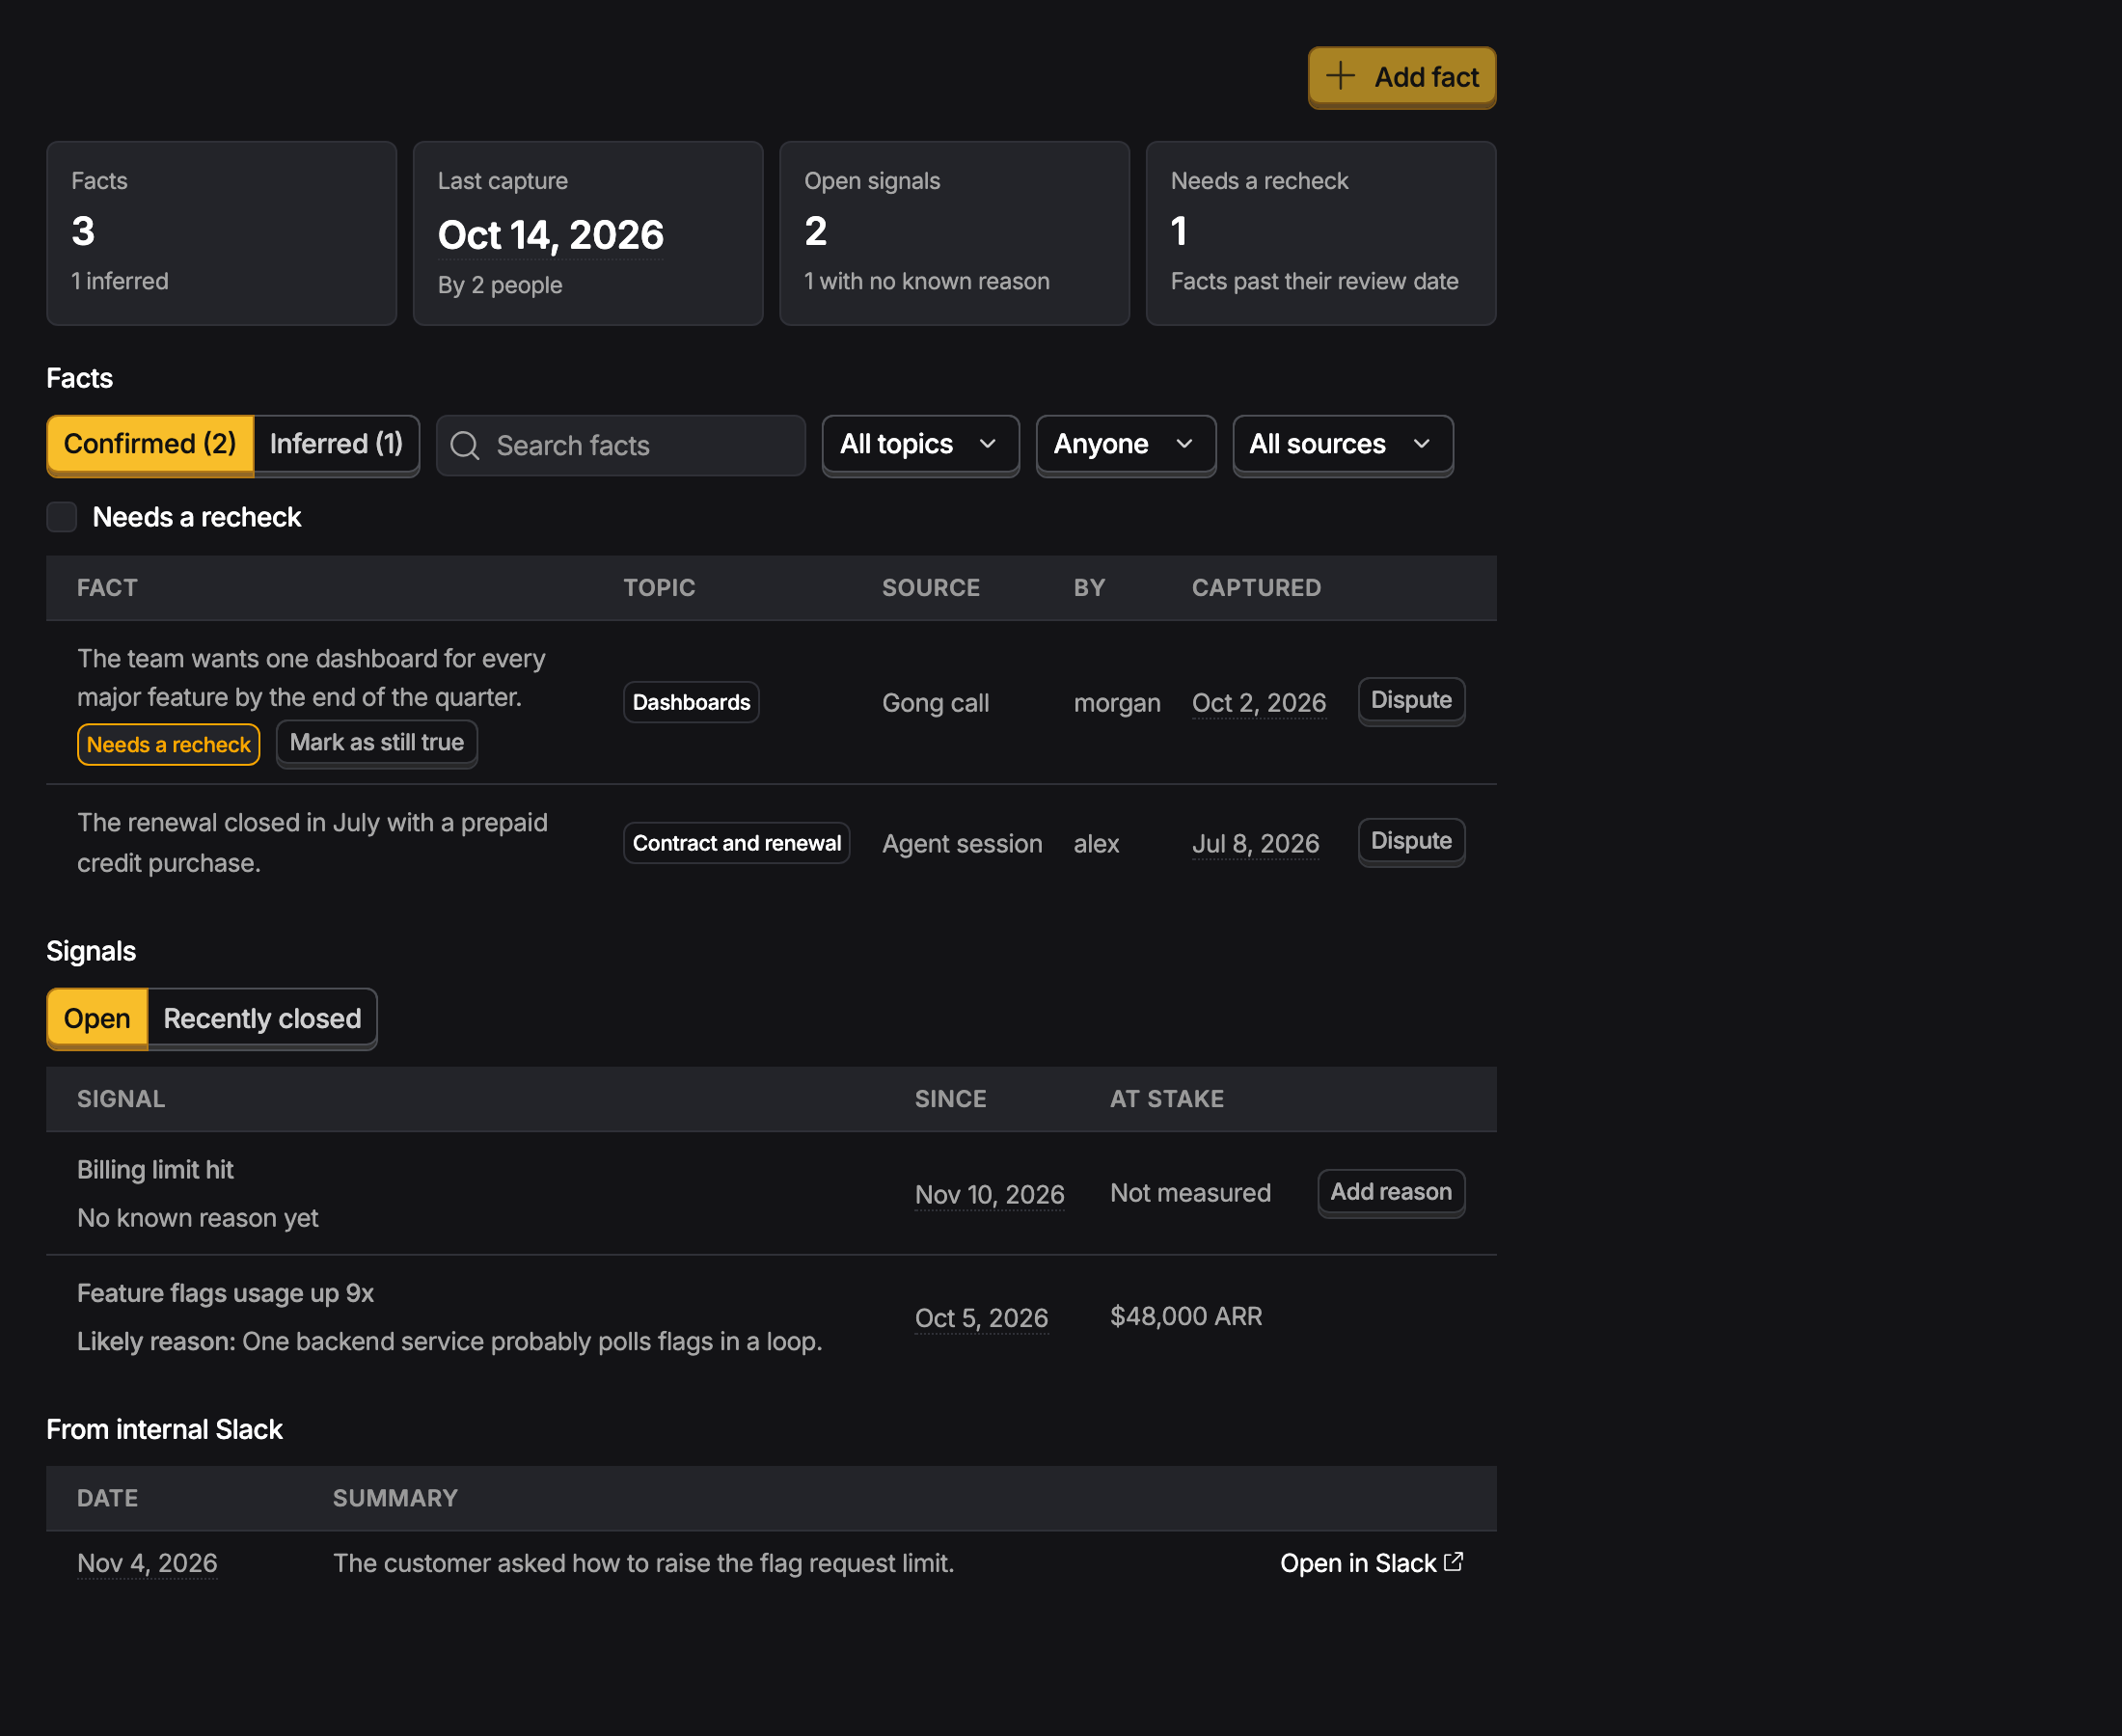 Add fact
Facts
3
1 inferred
Last capture
Oct 14, 2026
By 2 people
Open signals
2
1 with no known reason
Needs a recheck
1
Facts past their review date
Facts
Confirmed (2) Inferred (1) Search facts All topics Anyone All sources
Needs a recheck
FACT TOPIC SOURCE BY CAPTURED
The team wants one dashboard for every
major feature by the end of the quarter.
Needs a recheck Mark as still true
Dashboards Gong call morgan Oct 2, 2026 Dispute
The renewal closed in July with a prepaid
credit purchase.
Contract and renewal Agent session alex Jul 8, 2026 Dispute
Signals
Open Recently closed
SIGNAL SINCE AT STAKE
Billing limit hit
No known reason yet
Nov 10, 2026 Not measured Add reason
Feature flags usage up 9x
Likely reason: One backend service probably polls flags in a loop.
Oct 5, 2026 $48,000 ARR
From internal Slack
DATE SUMMARY
Nov 4, 2026 The customer asked how to raise the flag request limit. Open in Slack